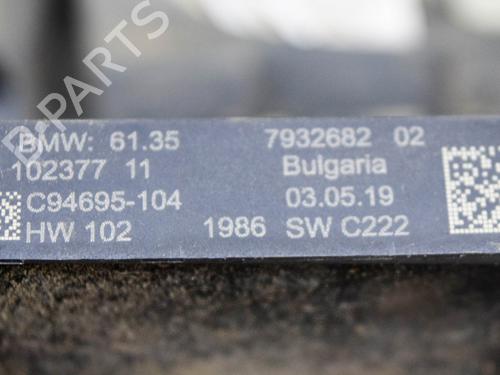 B-PARTS
BMW: 61.35 7932682 02
102377 11 Bulgaria
C94695-104 03.05.19
HW 102 1986 SW C222